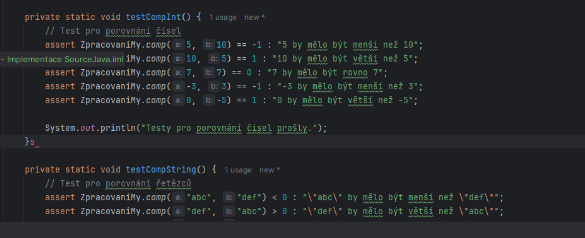 private static void testCompInt() { 1 usage new *
// Test pro porovnání čísel
assert ZpracovaniMy.comp( a: 5, b: 10) == -1 : "5 by mělo být menší než 10";
- Implementace SourceJava.iml iMy.comp( a: 10, b: 5) == 1 : "10 by mělo být větší než 5";
assert ZpracovaniMy.comp( a: 7, b: 7) == 0 : "7 by mělo být rovno 7";
assert ZpracovaniMy.comp( a: -3, b: 3) == -1 : "-3 by mělo být menší než 3";
assert ZpracovaniMy.comp( a: 0, b: -5) == 1 : "0 by mělo být větší než -5";
System.out.println("Testy pro porovnání čísel prošly.");
}s
private static void testCompString() { 1 usage new *
// Test pro porovnání řetězců
assert ZpracovaniMy.comp( a: "abc", b: "def") < 0 : "\"abc\" by mělo být menší než \"def\"";
assert ZpracovaniMy.comp( a: "def", b: "abc") > 0 : "\"def\" by mělo být větší než \"abc\"";